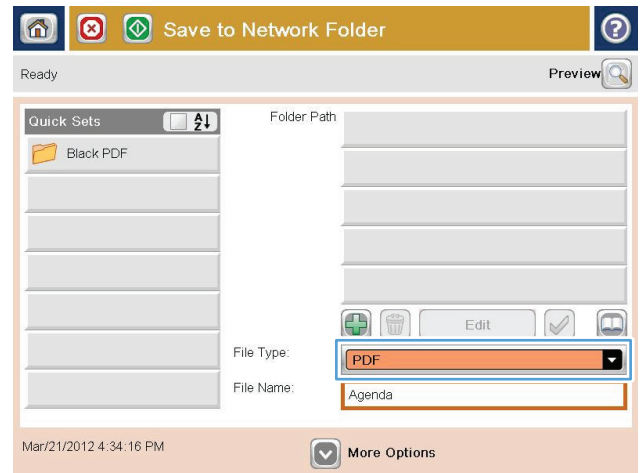 Save to Network Folder
Ready
Preview
Quick Sets
A
Z
Folder Path
Black PDF
Edit
File Type:
PDF
File Name:
Agenda
Mar/21/2012 4:34:16 PM
More Options